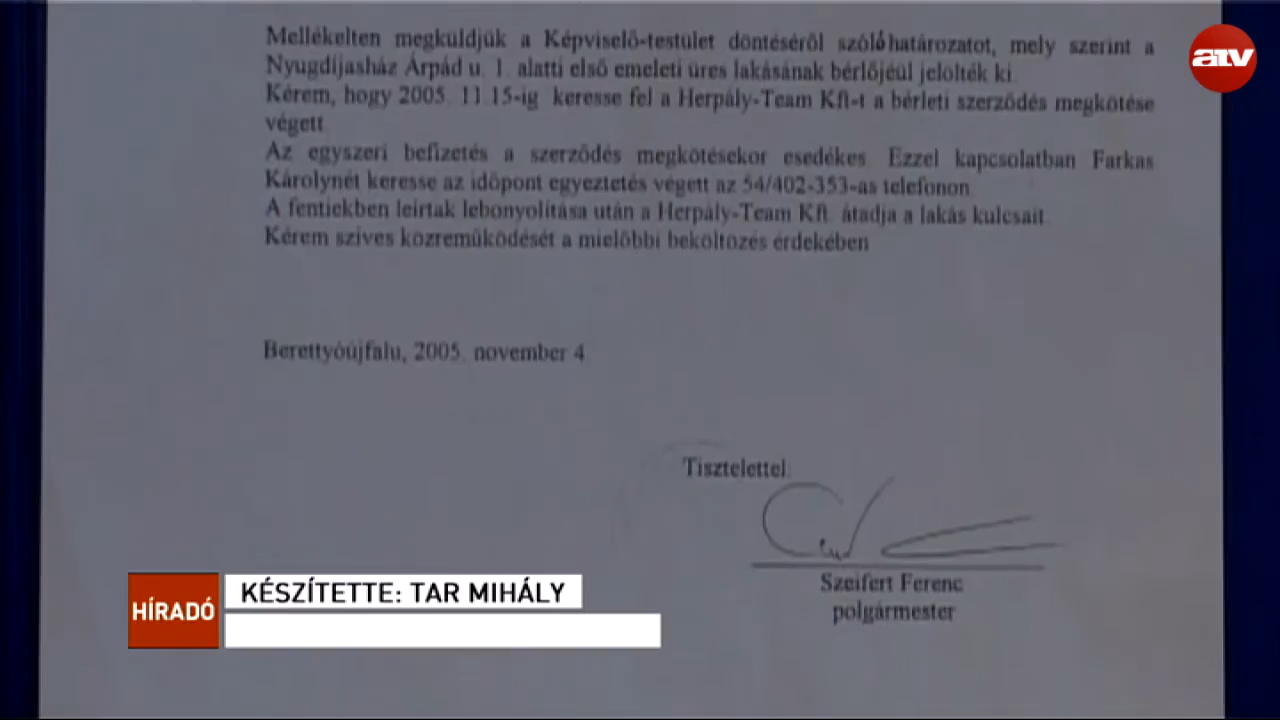 Mellékelten megküldjük a Képviselő-testület döntéséről szóló határozatot, mely szerint a
Nyugdíjasház Árpád u. 1. alatti első emeleti üres lakásának bérlőjéül jelölték ki.
Kérem, hogy 2005. 11.15-ig keresse fel a Herpály-Team Kft-t a bérleti szerződés megkötése
végett.
Az egyszeri befizetés a szerződés megkötésekor esedékes. Ezzel kapcsolatban Farkas
Károlynét keresse az időpont egyeztetés végett az 54/402-353-as telefonon.
A fentiekben leírtak lebonyolítása után a Herpály-Team Kft. átadja a lakás kulcsait.
Kérem szíves közreműködését a mielőbbi beköltözés érdekében
Berettyóújfalu, 2005. november 4.
Tisztelettel:
Szeifert Ferenc
polgármester
HÍRADÓ
KÉSZÍTETTE: TAR MIHÁLY
atv